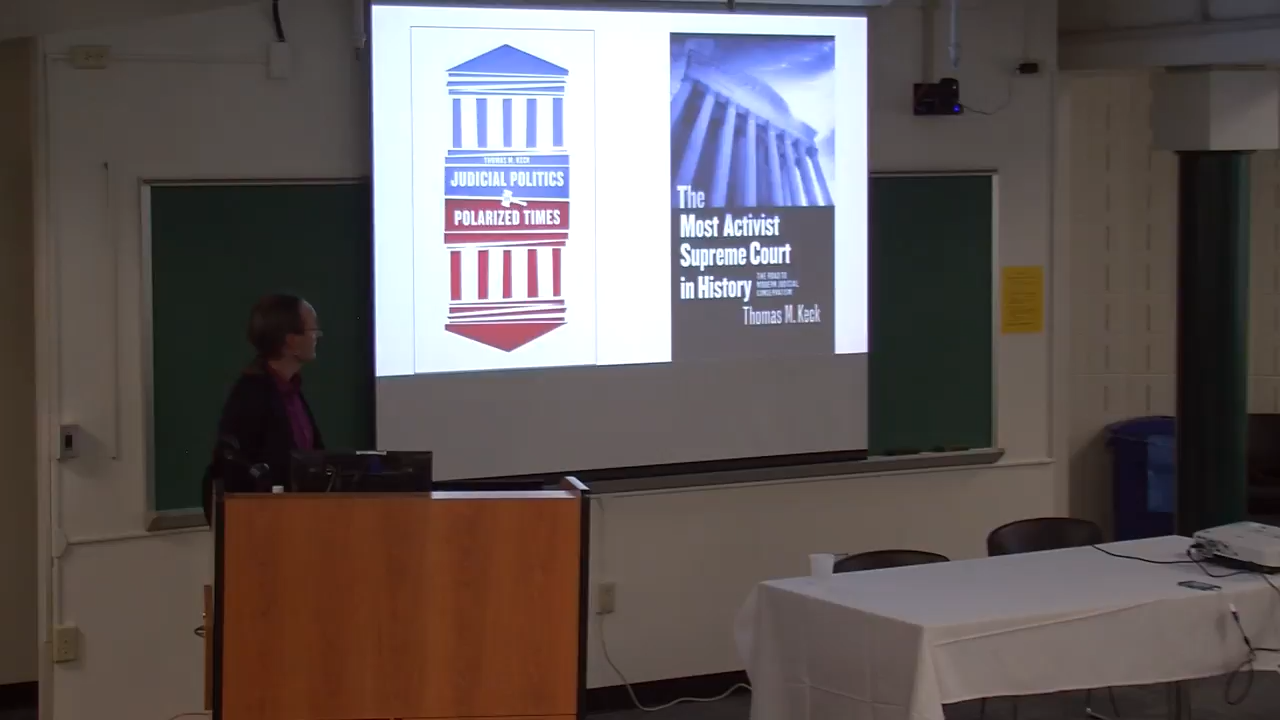 THOMAS M. KECK
JUDICIAL POLITICS
POLARIZED TIMES
The
Most Activist
Supreme Court
in History
THE ROAD TO
MODERN JUDICIAL
CONSERVATISM
Thomas M. Keck